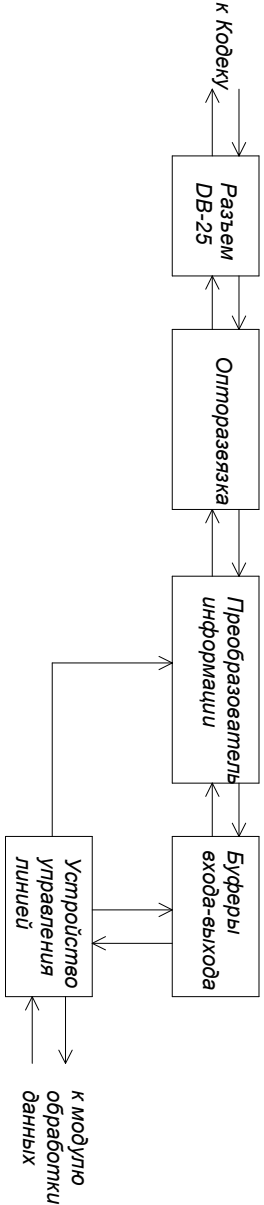 к Кодеку
Разъем
DB-25
Опторазвязка
Преобразователь
информации
Буферы
входа-выхода
Устройство
управления
линией
к модулю
обработки
данных